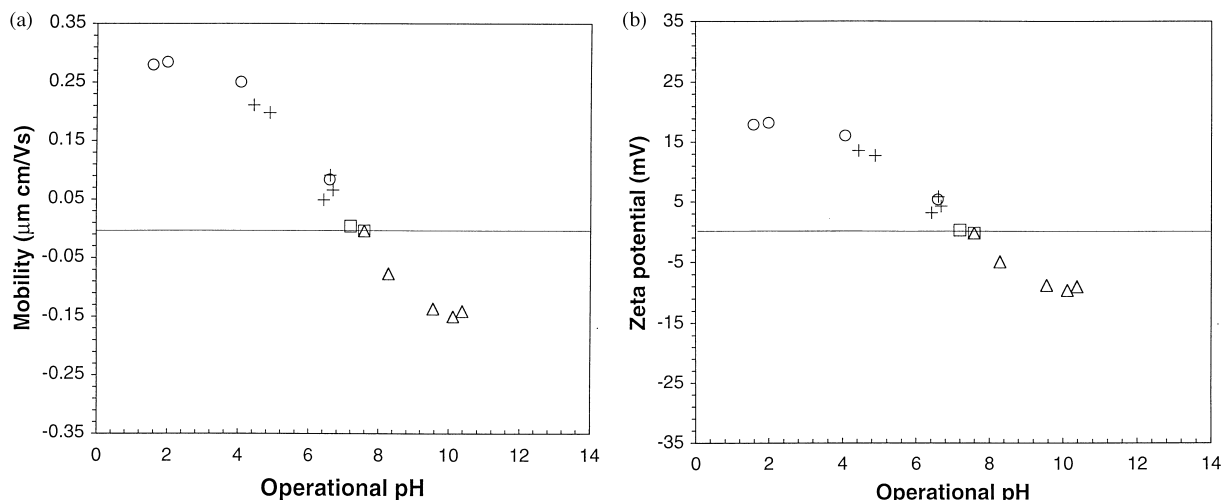 (a)
0.35
0.25
0.15
0.05
-0.05
-0.15
-0.25
-0.35
Mobility (μm cm/Vs)
0 2 4 6 8 10 12 14
Operational pH
(b)
35
25
15
5
-5
-15
-25
-35
Zeta potential (mV)
0 2 4 6 8 10 12 14
Operational pH